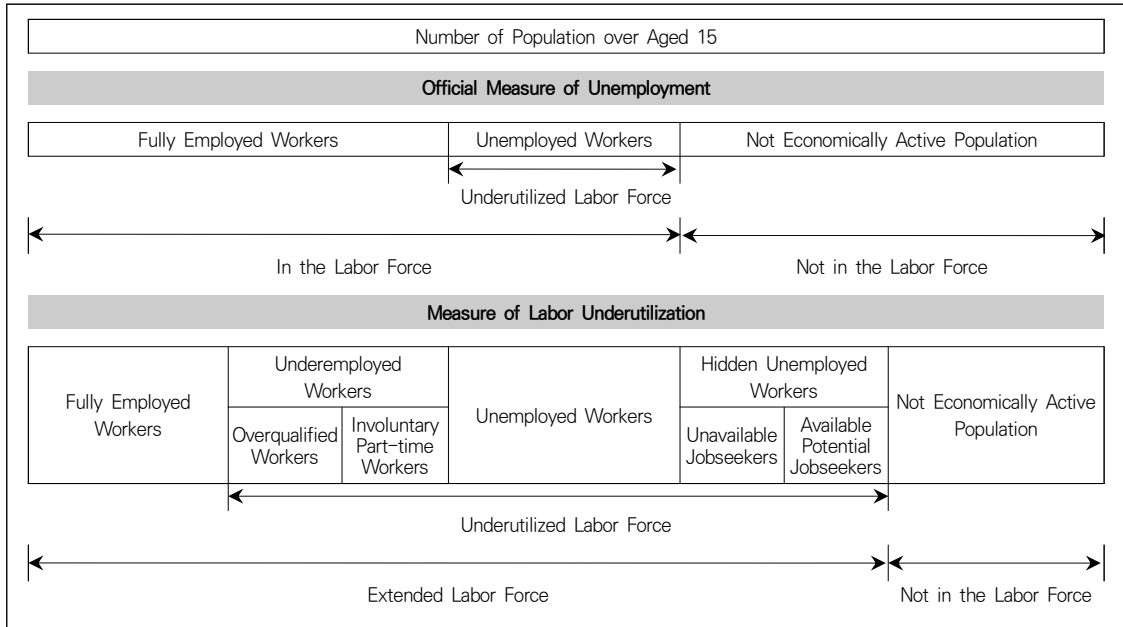 Number of Population over Aged 15
Official Measure of Unemployment
Fully Employed Workers
Unemployed Workers
Not Economically Active Population
Underutilized Labor Force
In the Labor Force
Not in the Labor Force
Measure of Labor Underutilization
Fully Employed
Workers
Underemployed
Workers
Overqualified
Workers
Involuntary
Part-time
Workers
Unemployed Workers
Hidden Unemployed
Workers
Unavailable
Jobseekers
Available
Potential
Jobseekers
Not Economically Active
Population
Underutilized Labor Force
Extended Labor Force
Not in the Labor Force